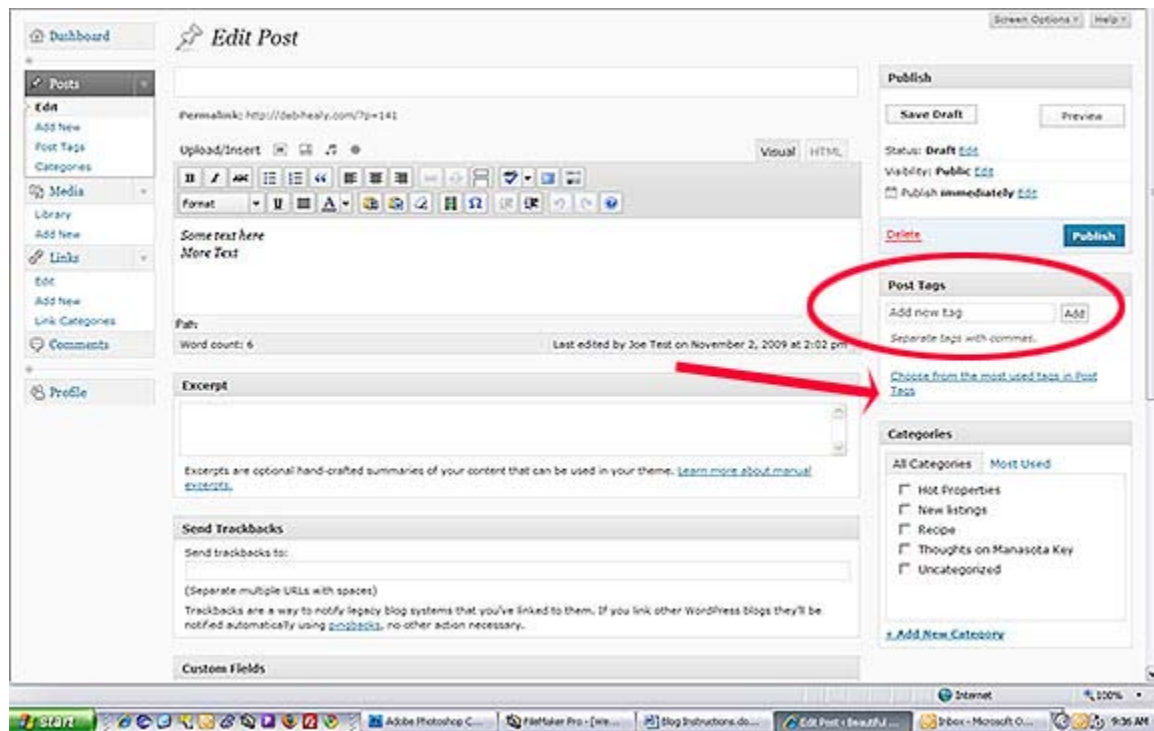 Screen Options
Help
Dashboard
Edit Post
Posts
Edit
Add New
Post Tags
Categories
Media
Library
Add New
Links
Edit
Add New
Link Categories
Comments
Profile
Permalink: http://debihealy.com/?p=141
Upload/Insert
Visual HTML
B I ABC
Format U A Ω
Some text here
More Text
Path:
Word count: 6 Last edited by Joe Test on November 2, 2009 at 2:02 pm
Excerpt
Excerpts are optional hand-crafted summaries of your content that can be used in your theme. Learn more about manual
excerpts.
Send Trackbacks
Send trackbacks to:
(Separate multiple URLs with spaces)
Trackbacks are a way to notify legacy blog systems that you've linked to them. If you link other WordPress blogs they'll be
notified automatically using pingbacks, no other action necessary.
Custom Fields
Publish
Save Draft Preview
Status: Draft Edit
Visibility: Public Edit
Publish immediately Edit
Delete Publish
Post Tags
Add new tag Add
Separate tags with commas.
Choose from the most used tags in Post
Tags
Categories
All Categories Most Used
Hot Properties
New listings
Recipe
Thoughts on Manasota Key
Uncategorized
+ Add New Category
Internet 100%
start Adobe Photoshop C... FileMaker Pro - [we... Blog Instructions.do... Edit Post ‹ Beautiful ... Inbox - Microsoft O... 9:36 AM